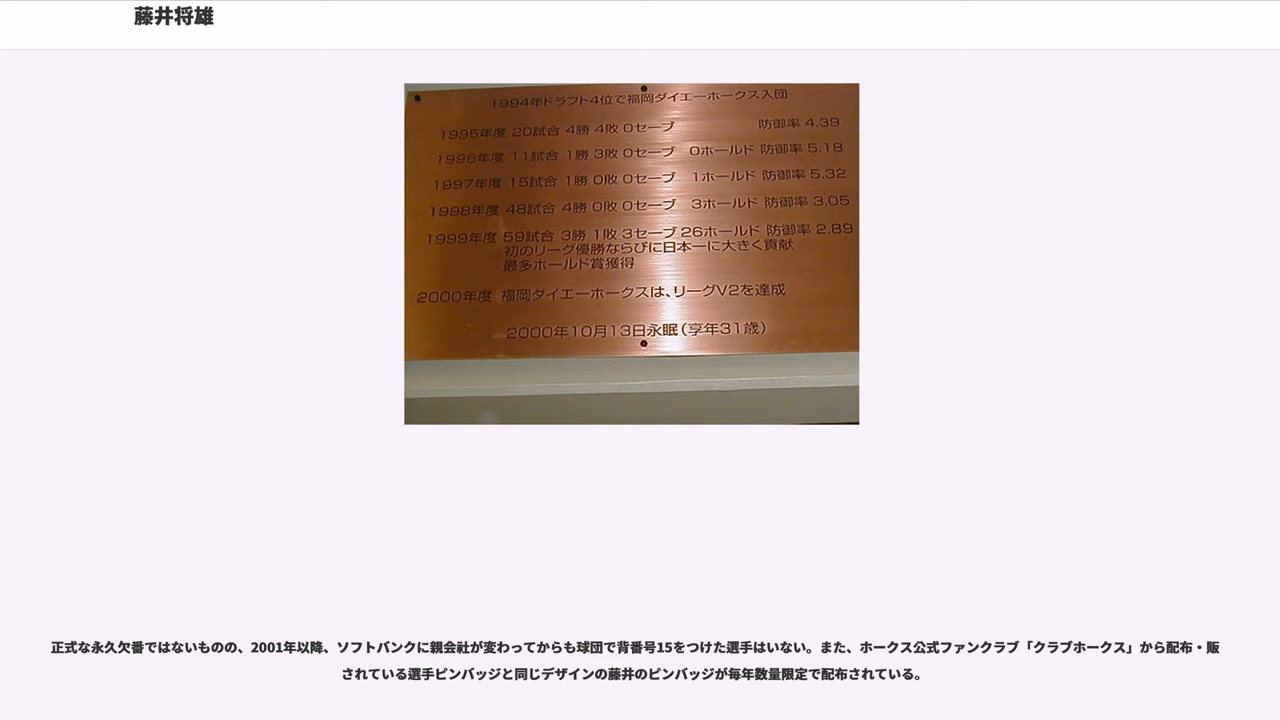 藤井将雄
1994年ドラフト4位で福岡ダイエーホークス入団
1995年度 20試合 4勝 4敗 0セーブ 防御率 4.39
1996年度 11試合 1勝 3敗 0セーブ 0ホールド 防御率 5.18
1997年度 15試合 1勝 0敗 0セーブ 1ホールド 防御率 5.32
1998年度 48試合 4勝 0敗 0セーブ 3ホールド 防御率 3.05
1999年度 59試合 3勝 1敗 3セーブ 26ホールド 防御率 2.89
初のリーグ優勝ならびに日本一に大きく貢献
最多ホールド賞獲得
2000年度 福岡ダイエーホークスは、リーグV2を達成
2000年10月13日永眠(享年31歳)
正式な永久欠番ではないものの、2001年以降、ソフトバンクに親会社が変わってからも球団で背番号15をつけた選手はいない。また、ホークス公式ファンクラブ「クラブホークス」から配布・販
されている選手ピンバッジと同じデザインの藤井のピンバッジが毎年数量限定で配布されている。